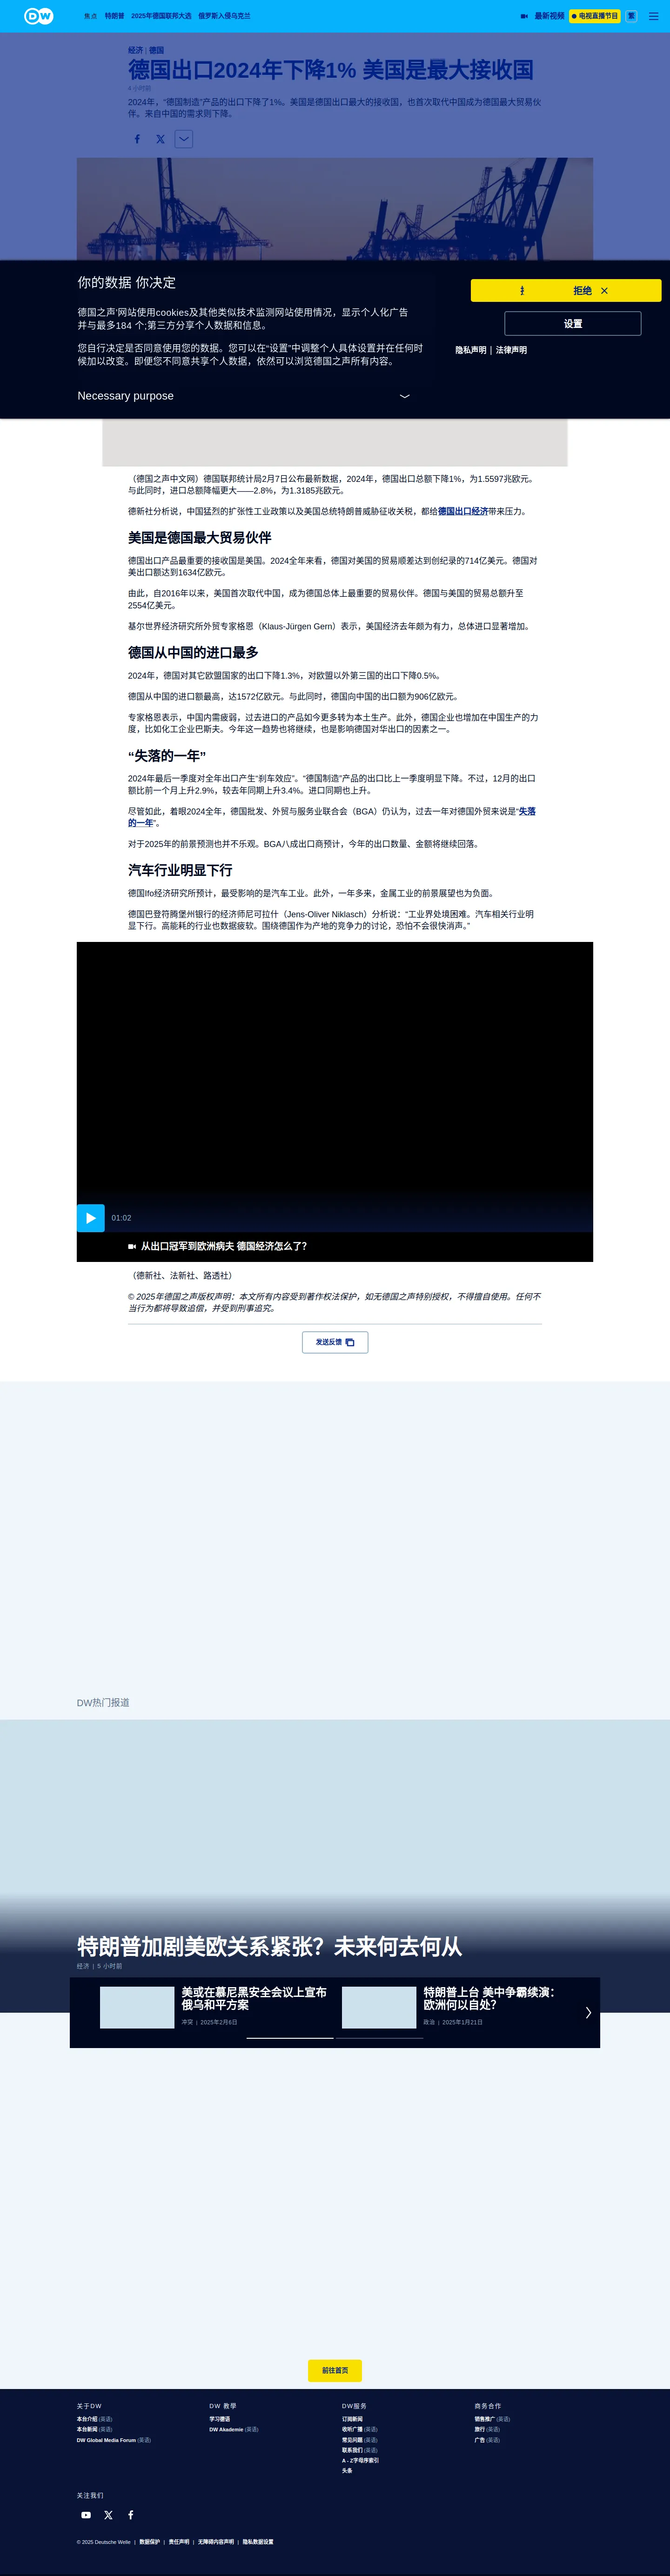 DW
焦点 特朗普 2025年德国联邦大选 俄罗斯入侵乌克兰 最新视频 电视直播节目 繁
经济 | 德国
德国出口2024年下降1% 美国是最大接收国
4 小时前
2024年，“德国制造”产品的出口下降了1%。美国是德国出口最大的接收国，也首次取代中国成为德国最大贸易伙
伴。来自中国的需求则下降。
你的数据 你决定
德国之声‘网站使用cookies及其他类似技术监测网站使用情况，显示个人化广告
并与最多184 个;第三方分享个人数据和信息。
您自行决定是否同意使用您的数据。您可以在"设置"中调整个人具体设置并在任何时
候加以改变。即便您不同意共享个人数据，依然可以浏览德国之声所有内容。
Necessary purpose
拒绝
设置
隐私声明 | 法律声明
（德国之声中文网）德国联邦统计局2月7日公布最新数据，2024年，德国出口总额下降1%，为1.5597兆欧元。
与此同时，进口总额降幅更大——2.8%，为1.3185兆欧元。
德新社分析说，中国猛烈的扩张性工业政策以及美国总统特朗普威胁征收关税，都给德国出口经济带来压力。
美国是德国最大贸易伙伴
德国出口产品最重要的接收国是美国。2024全年来看，德国对美国的贸易顺差达到创纪录的714亿美元。德国对
美出口额达到1634亿欧元。
由此，自2016年以来，美国首次取代中国，成为德国总体上最重要的贸易伙伴。德国与美国的贸易总额升至
2554亿美元。
基尔世界经济研究所外贸专家格恩（Klaus-Jürgen Gern）表示，美国经济去年颇为有力，总体进口显著增加。
德国从中国的进口最多
2024年，德国对其它欧盟国家的出口下降1.3%，对欧盟以外第三国的出口下降0.5%。
德国从中国的进口额最高，达1572亿欧元。与此同时，德国向中国的出口额为906亿欧元。
专家格恩表示，中国内需疲弱，过去进口的产品如今更多转为本土生产。此外，德国企业也增加在中国生产的力
度，比如化工企业巴斯夫。今年这一趋势也将继续，也是影响德国对华出口的因素之一。
“失落的一年”
2024年最后一季度对全年出口产生“刹车效应”。“德国制造”产品的出口比上一季度明显下降。不过，12月的出口
额比前一个月上升2.9%，较去年同期上升3.4%。进口同期也上升。
尽管如此，着眼2024全年，德国批发、外贸与服务业联合会（BGA）仍认为，过去一年对德国外贸来说是“失落
的一年”。
对于2025年的前景预测也并不乐观。BGA八成出口商预计，今年的出口数量、金额将继续回落。
汽车行业明显下行
德国Ifo经济研究所预计，最受影响的是汽车工业。此外，一年多来，金属工业的前景展望也为负面。
德国巴登符腾堡州银行的经济师尼可拉什（Jens-Oliver Niklasch）分析说：“工业界处境困难。汽车相关行业明
显下行。高能耗的行业也数据疲软。围绕德国作为产地的竞争力的讨论，恐怕不会很快消声。”
01:02
从出口冠军到欧洲病夫 德国经济怎么了?
（德新社、法新社、路透社）
© 2025年德国之声版权声明：本文所有内容受到著作权法保护，如无德国之声特别授权，不得擅自使用。任何不
当行为都将导致追偿，并受到刑事追究。
发送反馈
DW热门报道
特朗普加剧美欧关系紧张？未来何去何从
经济 | 5 小时前
美或在慕尼黑安全会议上宣布
俄乌和平方案
冲突 | 2025年2月6日
特朗普上台 美中争霸续演：
欧洲何以自处？
政治 | 2025年1月21日
前往首页
关于DW
本台介绍 (英语)
本台新闻 (英语)
DW Global Media Forum (英语)
DW 教學
学习德语
DW Akademie (英语)
DW服务
订阅新闻
收听广播 (英语)
常见问题 (英语)
联系我们 (英语)
A - Z字母序索引
头条
商务合作
销售推广 (英语)
旅行 (英语)
广告 (英语)
关注我们
© 2025 Deutsche Welle | 数据保护 | 责任声明 | 无障碍内容声明 | 隐私数据设置